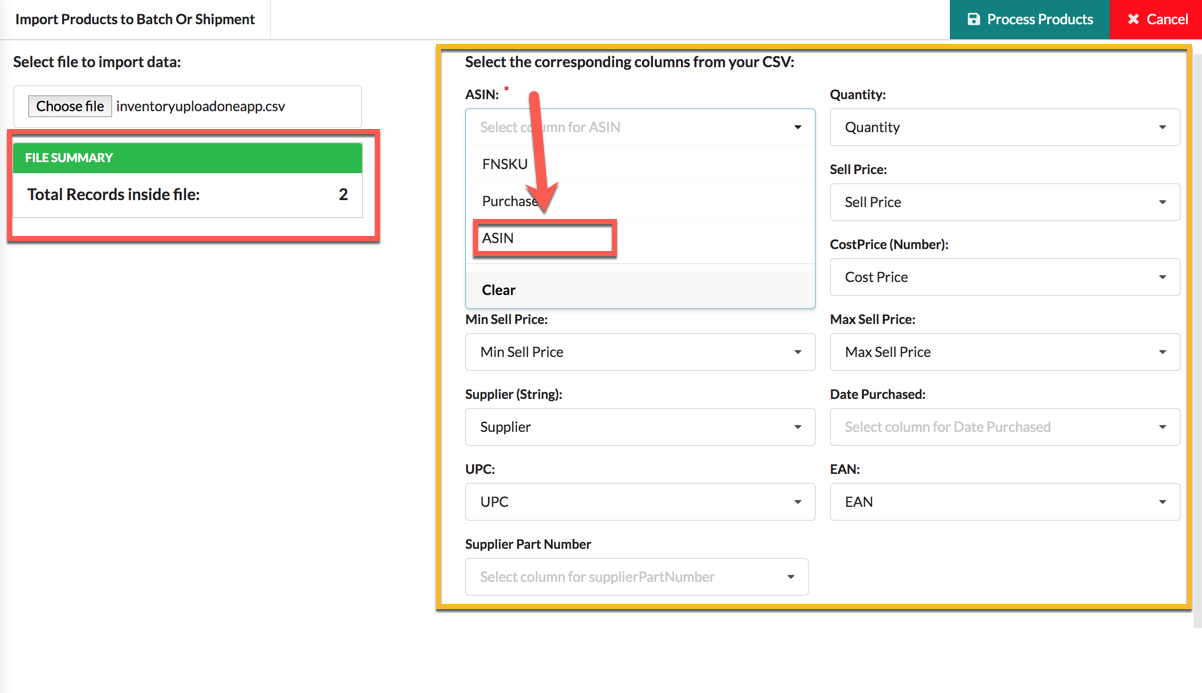 Import Products to Batch Or Shipment
Process Products
Cancel
Select file to import data:
Choose file inventoryuploadoneapp.csv
FILE SUMMARY
Total Records inside file: 2
Select the corresponding columns from your CSV:
ASIN: *
Select column for ASIN
FNSKU
Purchase
ASIN
Clear
Quantity:
Quantity
Sell Price:
Sell Price
CostPrice (Number):
Cost Price
Min Sell Price:
Min Sell Price
Max Sell Price:
Max Sell Price
Supplier (String):
Supplier
Date Purchased:
Select column for Date Purchased
UPC:
UPC
EAN:
EAN
Supplier Part Number
Select column for supplierPartNumber